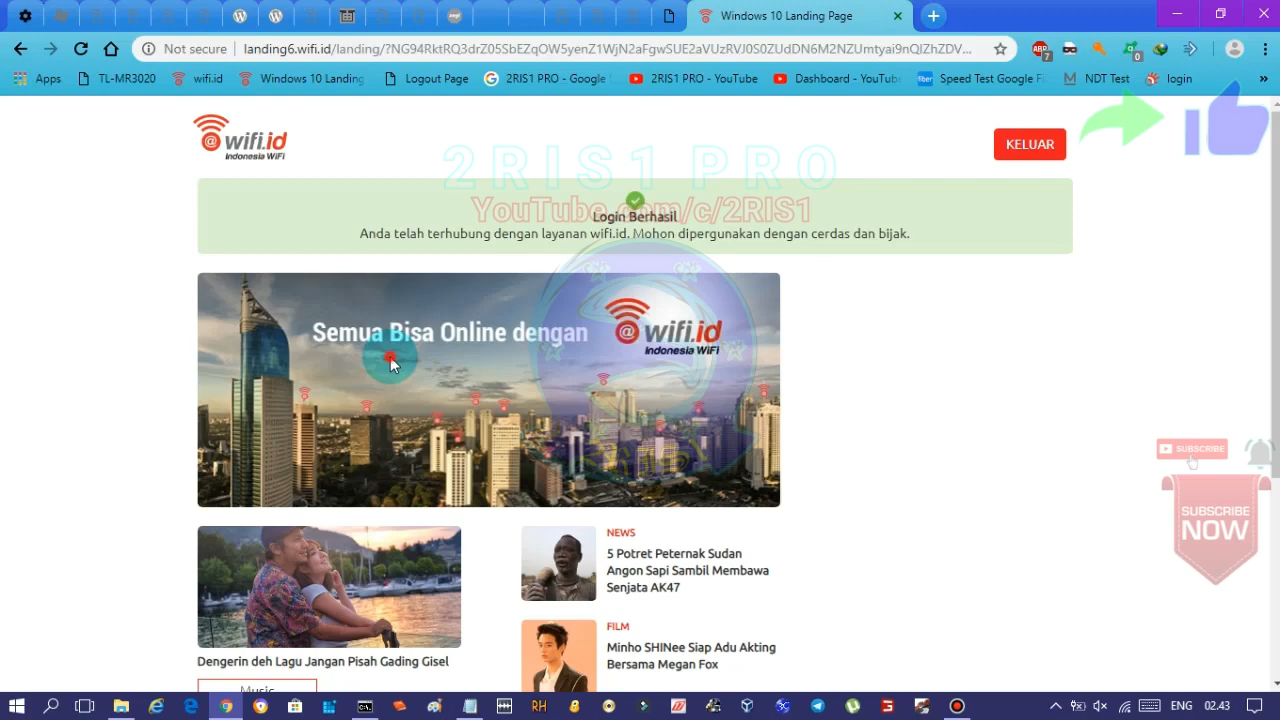 Windows 10 Landing Page
Not secure
landing6.wifi.id/landing/?NG94RktRQ3drZ05SbEZqOW5yenZ1WjN2aFgwSUE2aVUzRVJ0S0ZUdDN6M2NZUmtyai9nQlZhZDV...
Apps
TL-MR3020
wifi.id
Windows 10 Landing
Logout Page
2RIS1 PRO - Google
2RIS1 PRO - YouTube
Dashboard - YouTub
fiber
Speed Test Google Fi
NDT Test
login
@wifi.id
Indonesia WiFi
KELUAR
2RIS1 PRO
YouTube.com/c/2RIS1
Login Berhasil
Anda telah terhubung dengan layanan wifi.id. Mohon dipergunakan dengan cerdas dan bijak.
Semua Bisa Online dengan
@wifi.id
Indonesia WiFi
SUBSCRIBE
SUBSCRIBE
NOW
NEWS
5 Potret Peternak Sudan
Angon Sapi Sambil Membawa
Senjata AK47
FILM
Minho SHINee Siap Adu Akting
Bersama Megan Fox
Dengerin deh Lagu Jangan Pisah Gading Gisel
Music
RH
ENG
02.43